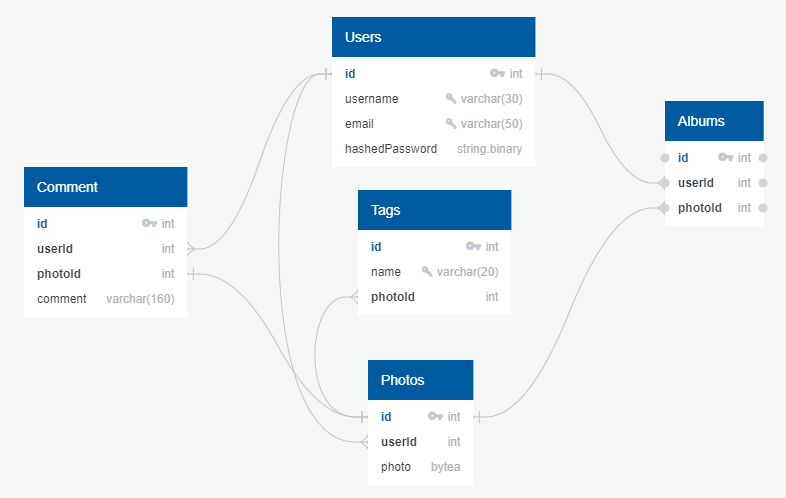 Users
id int
username varchar(30)
email varchar(50)
hashedPassword string.binary
Albums
id int
userId int
photoId int
Comment
id int
userId int
photoId int
comment varchar(160)
Tags
id int
name varchar(20)
photoId int
Photos
id int
userId int
photo bytea